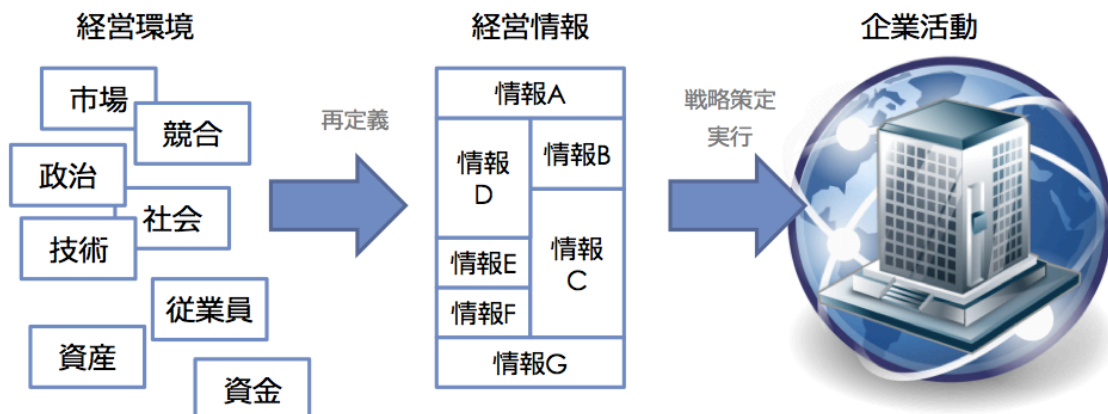 経営環境
市場
競合
政治
社会
技術
従業員
資産
資金
再定義
経営情報
情報A
情報
D
情報B
情報
C
情報E
情報F
情報G
戦略策定
実行
企業活動